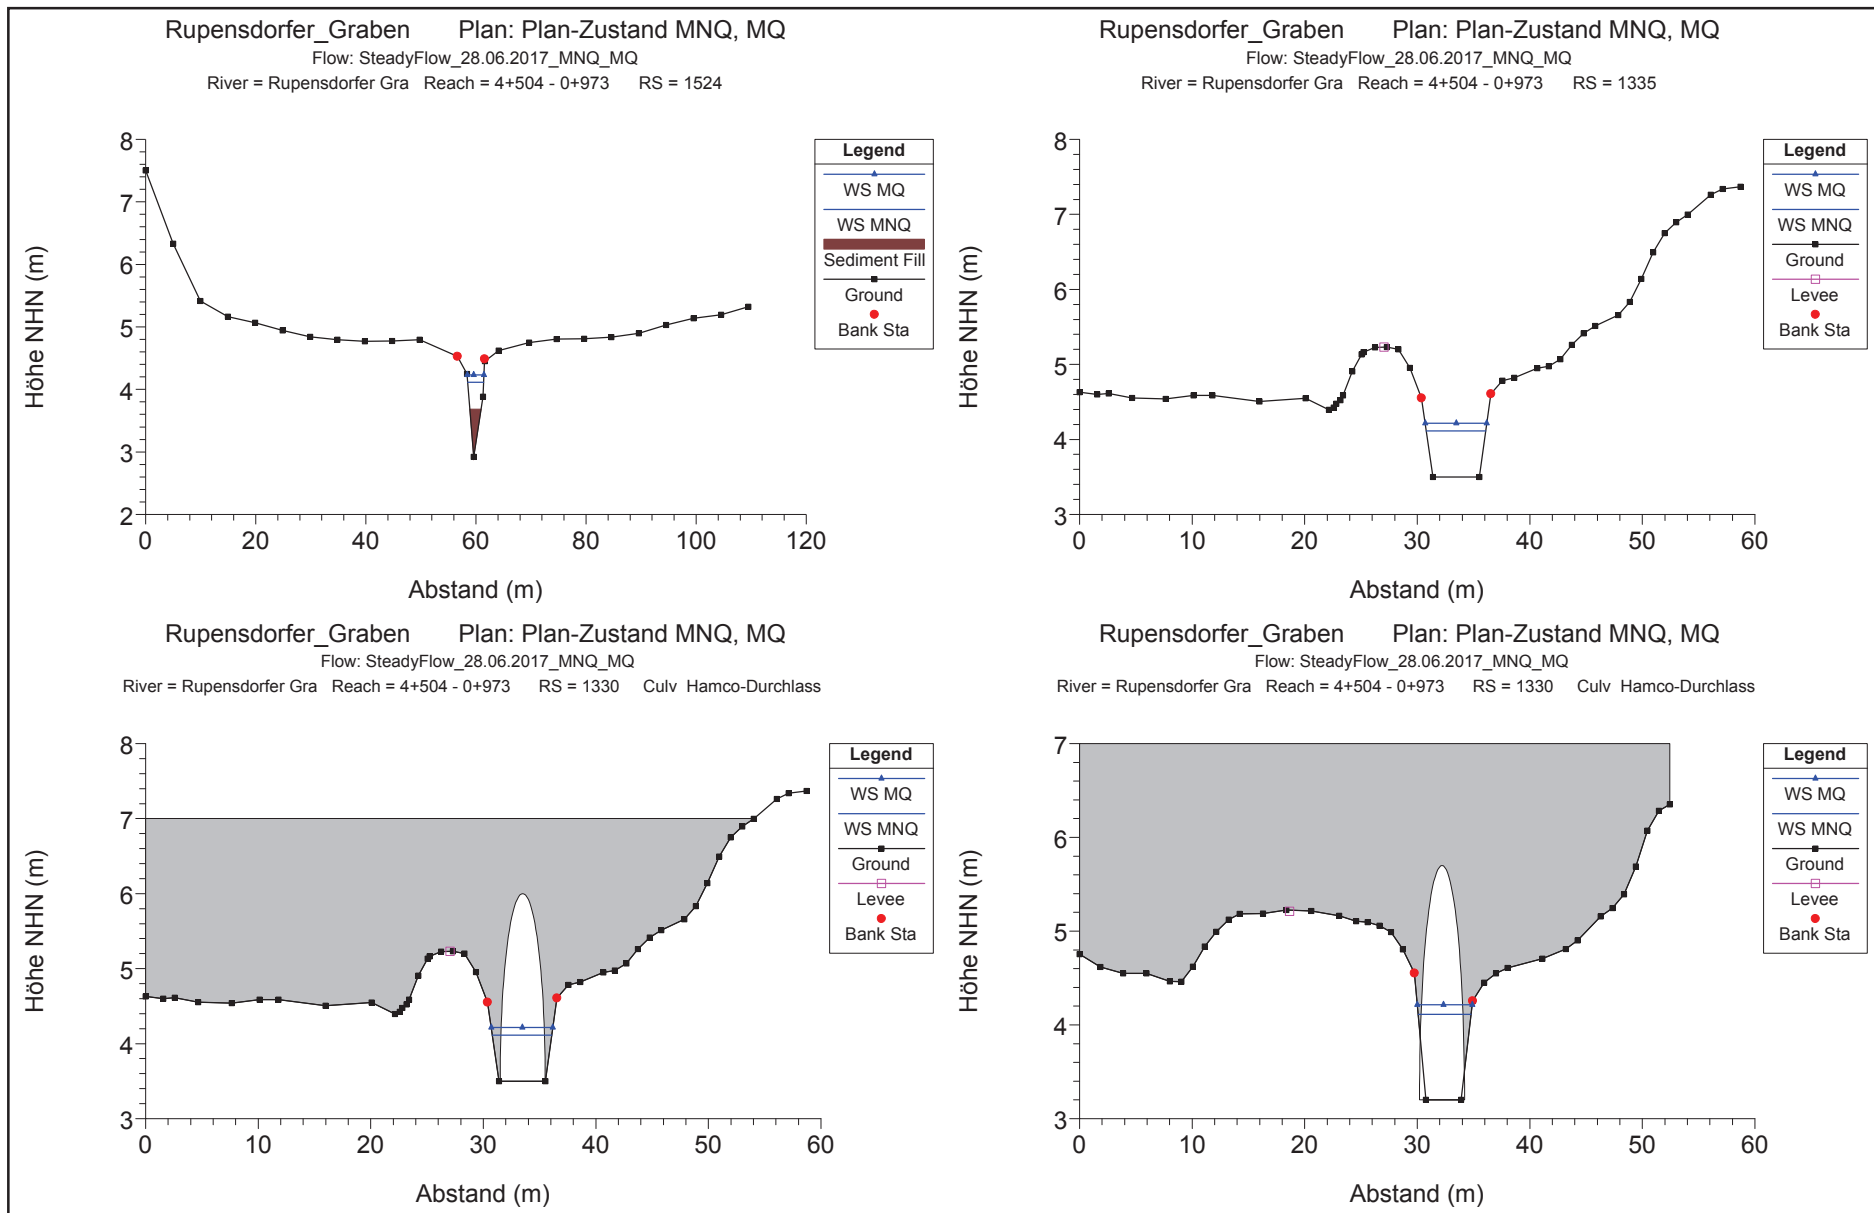 Rupensdorfer_Graben Plan: Plan-Zustand MNQ, MQ
Flow: SteadyFlow_28.06.2017_MNQ_MQ
River = Rupensdorfer Gra Reach = 4+504 - 0+973 RS = 1524
8
7
6
5
4
3
2
0 20 40 60 80 100 120
Höhe NHN (m)
Abstand (m)
Legend
WS MQ
WS MNQ
Sediment Fill
Ground
Bank Sta
Rupensdorfer_Graben Plan: Plan-Zustand MNQ, MQ
Flow: SteadyFlow_28.06.2017_MNQ_MQ
River = Rupensdorfer Gra Reach = 4+504 - 0+973 RS = 1335
8
7
6
5
4
3
0 10 20 30 40 50 60
Höhe NHN (m)
Abstand (m)
Legend
WS MQ
WS MNQ
Ground
Levee
Bank Sta
Rupensdorfer_Graben Plan: Plan-Zustand MNQ, MQ
Flow: SteadyFlow_28.06.2017_MNQ_MQ
River = Rupensdorfer Gra Reach = 4+504 - 0+973 RS = 1330 Culv Hamco-Durchlass
8
7
6
5
4
3
0 10 20 30 40 50 60
Höhe NHN (m)
Abstand (m)
Legend
WS MQ
WS MNQ
Ground
Levee
Bank Sta
Rupensdorfer_Graben Plan: Plan-Zustand MNQ, MQ
Flow: SteadyFlow_28.06.2017_MNQ_MQ
River = Rupensdorfer Gra Reach = 4+504 - 0+973 RS = 1330 Culv Hamco-Durchlass
7
6
5
4
3
0 10 20 30 40 50 60
Höhe NHN (m)
Abstand (m)
Legend
WS MQ
WS MNQ
Ground
Levee
Bank Sta